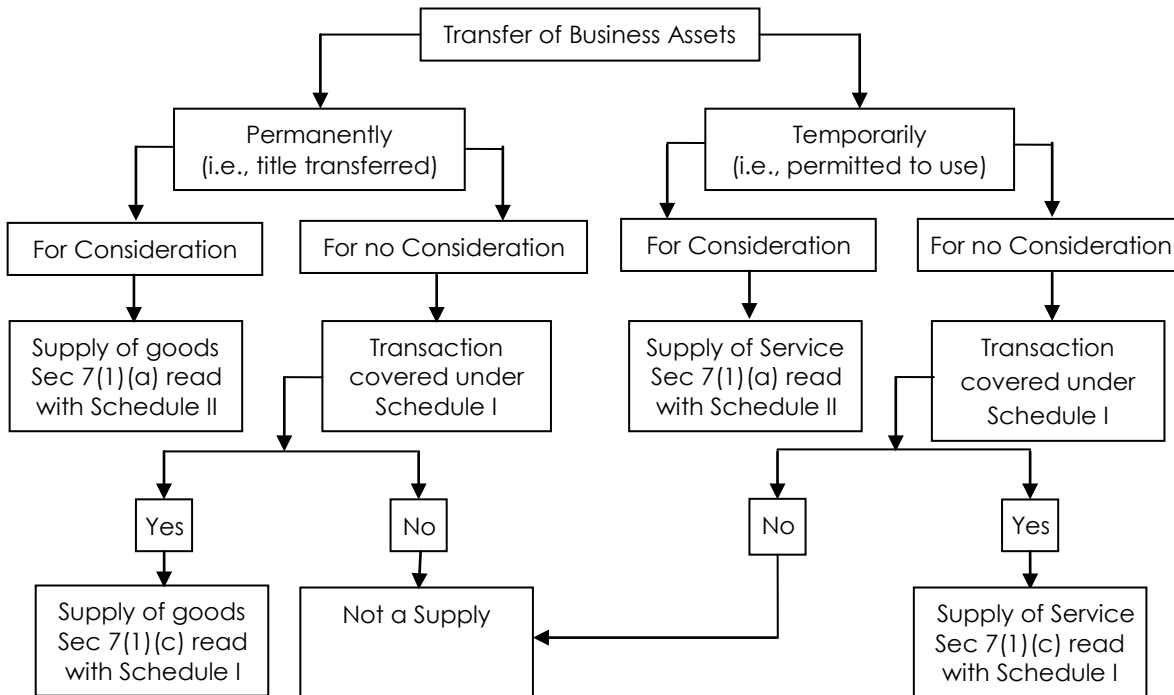 Transfer of Business Assets
Permanently
(i.e., title transferred)
Temporarily
(i.e., permitted to use)
For Consideration
For no Consideration
For Consideration
For no Consideration
Supply of goods
Sec 7(1)(a) read
with Schedule II
Transaction
covered under
Schedule I
Supply of Service
Sec 7(1)(a) read
with Schedule II
Transaction
covered under
Schedule I
Yes
No
No
Yes
Supply of goods
Sec 7(1)(c) read
with Schedule I
Not a Supply
Supply of Service
Sec 7(1)(c) read
with Schedule I